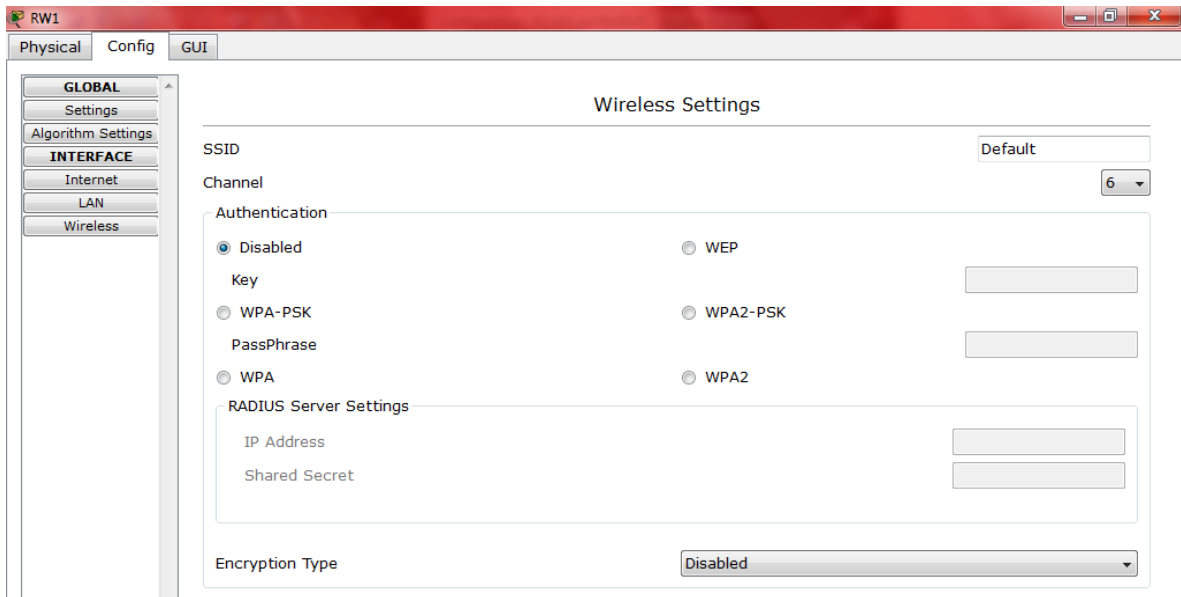 RW1
Physical Config GUI
GLOBAL
Settings
Algorithm Settings
INTERFACE
Internet
LAN
Wireless
Wireless Settings
SSID Default
Channel 6
Authentication
Disabled WEP
Key
WPA-PSK WPA2-PSK
PassPhrase
WPA WPA2
RADIUS Server Settings
IP Address
Shared Secret
Encryption Type Disabled